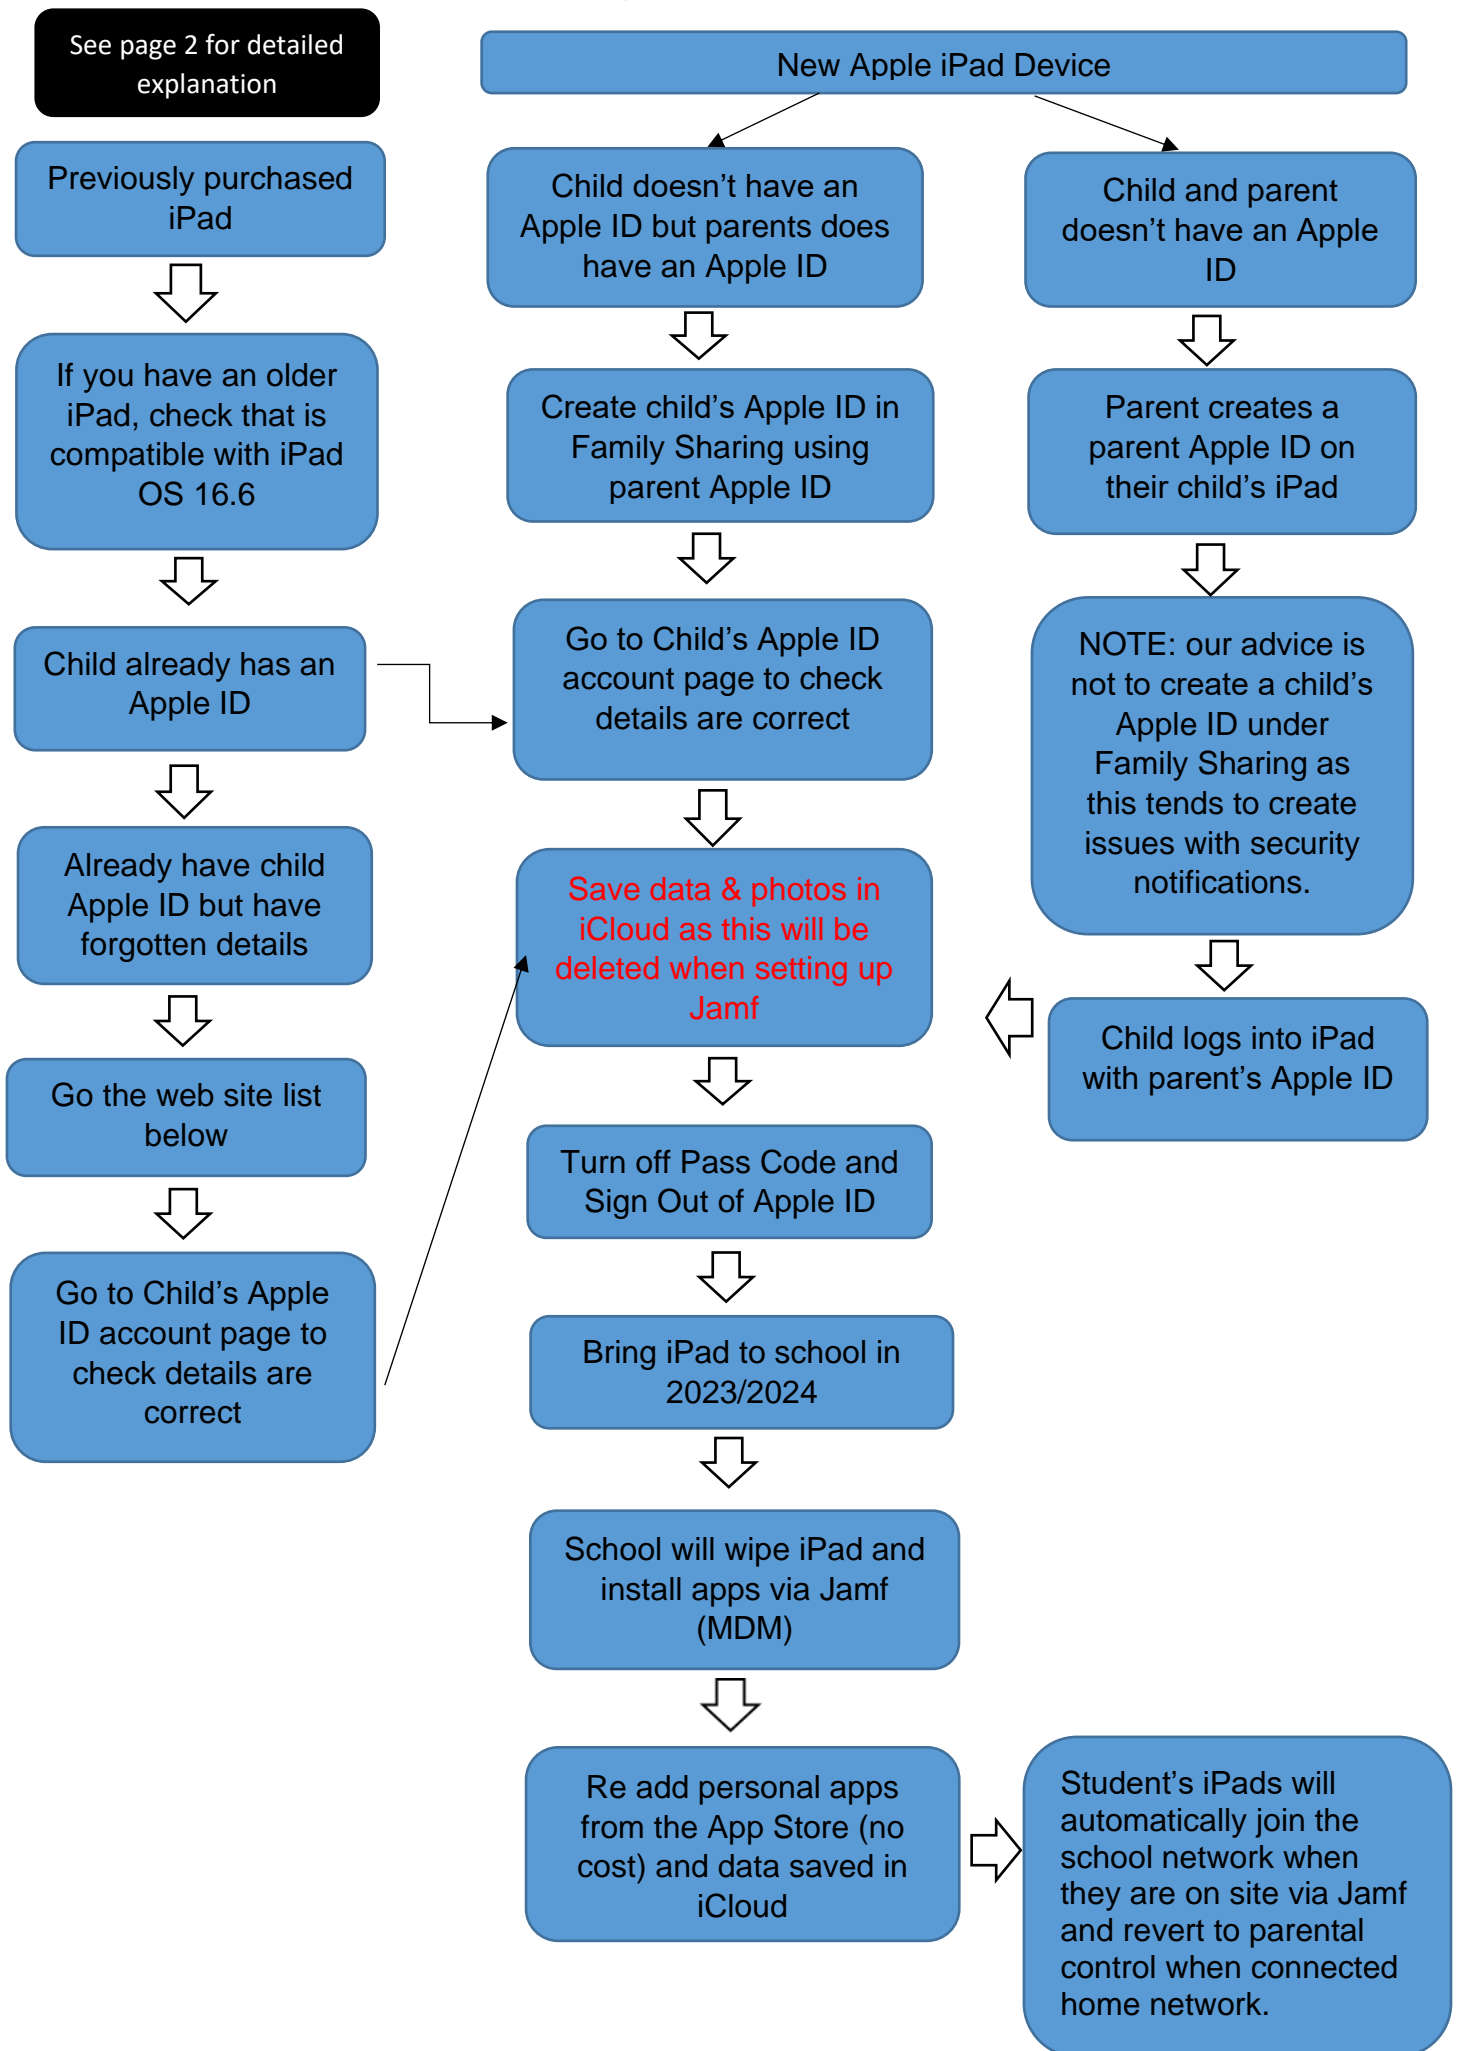 See page 2 for detailed
explanation
Previously purchased
iPad
If you have an older
iPad, check that is
compatible with iPad
OS 16.6
Child already has an
Apple ID
Already have child
Apple ID but have
forgotten details
Go the web site list
below
Go to Child’s Apple
ID account page to
check details are
correct
New Apple iPad Device
Child doesn’t have an
Apple ID but parents does
have an Apple ID
Create child’s Apple ID in
Family Sharing using
parent Apple ID
Go to Child’s Apple ID
account page to check
details are correct
Save data & photos in
iCloud as this will be
deleted when setting up
Jamf
Turn off Pass Code and
Sign Out of Apple ID
Bring iPad to school in
2023/2024
School will wipe iPad and
install apps via Jamf
(MDM)
Re add personal apps
from the App Store (no
cost) and data saved in
iCloud
Child and parent
doesn’t have an Apple
ID
Parent creates a
parent Apple ID on
their child’s iPad
NOTE: our advice is
not to create a child’s
Apple ID under
Family Sharing as
this tends to create
issues with security
notifications.
Child logs into iPad
with parent’s Apple ID
Student’s iPads will
automatically join the
school network when
they are on site via Jamf
and revert to parental
control when connected
home network.